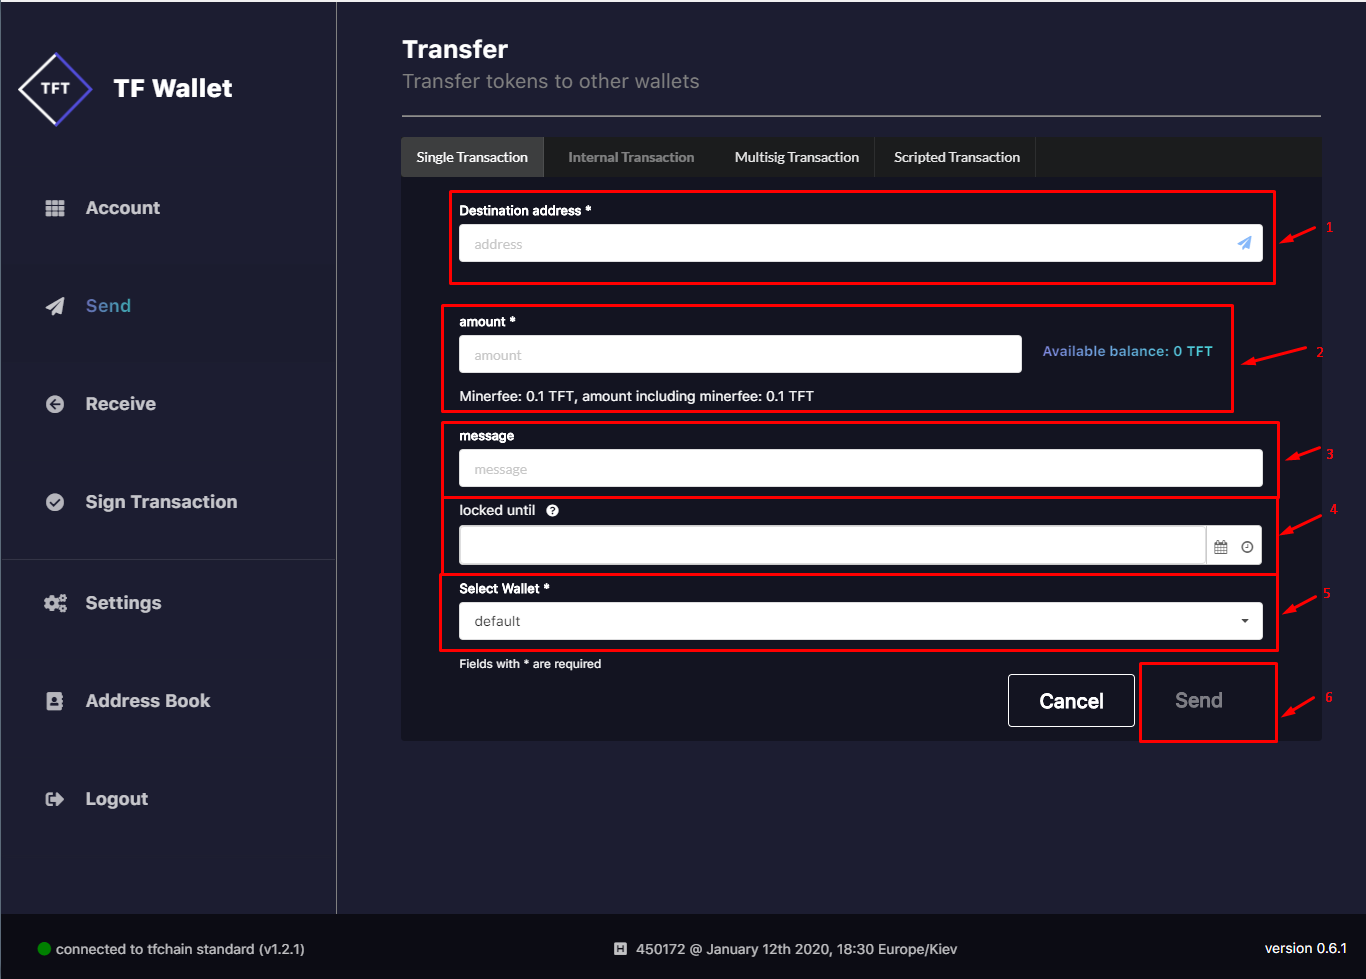 TFT
TF Wallet
Account
Send
Receive
Sign Transaction
Settings
Address Book
Logout
Transfer
Transfer tokens to other wallets
Single Transaction
Internal Transaction
Multisig Transaction
Scripted Transaction
Destination address *
address
1
amount *
amount
Available balance: 0 TFT
2
Minerfee: 0.1 TFT, amount including minerfee: 0.1 TFT
message
message
3
locked until ?
4
Select Wallet *
default
5
Fields with * are required
Cancel
Send
6
connected to tfchain standard (v1.2.1)
H 450172 @ January 12th 2020, 18:30 Europe/Kiev
version 0.6.1